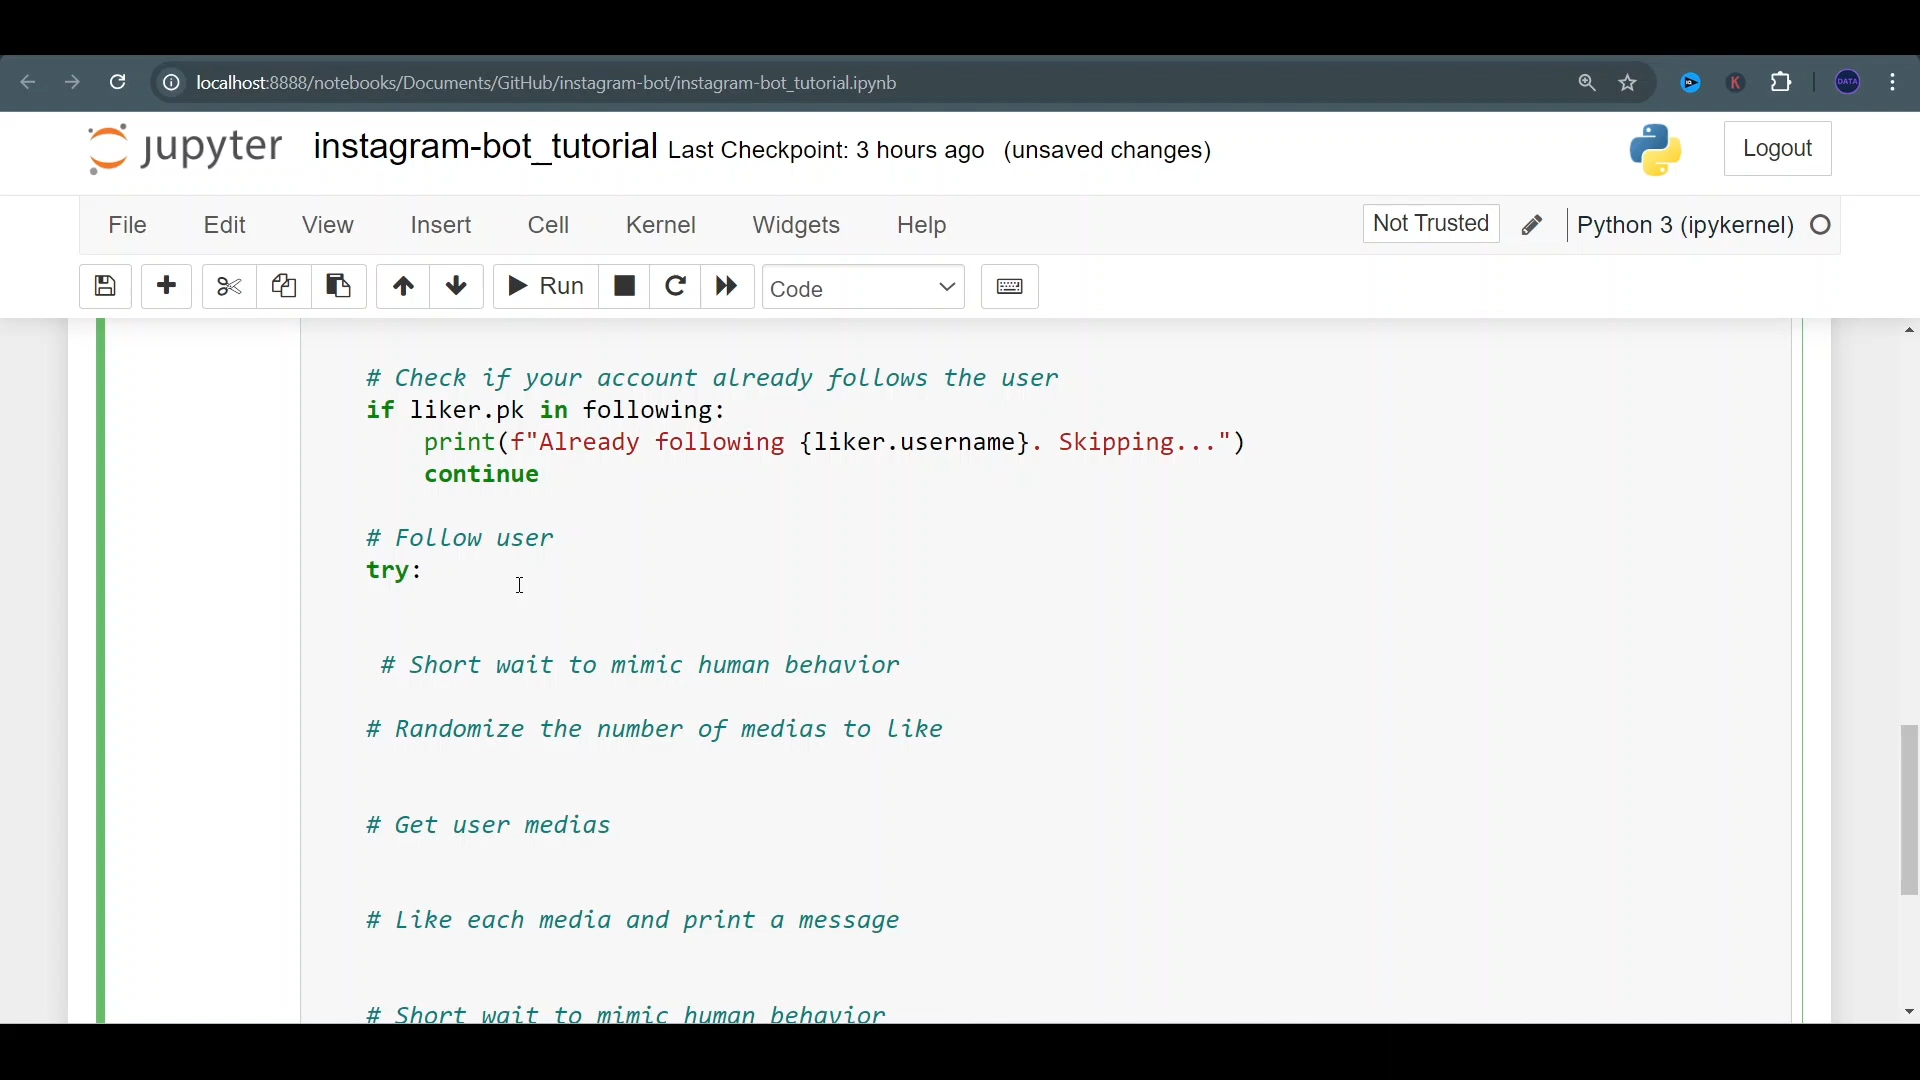 localhost:8888/notebooks/Documents/GitHub/instagram-bot/instagram-bot_tutorial.ipynb
K
DATA
jupyter instagram-bot_tutorial Last Checkpoint: 3 hours ago (unsaved changes)
Logout
File Edit View Insert Cell Kernel Widgets Help
Not Trusted
Python 3 (ipykernel)
Run
Code
# Check if your account already follows the user
if liker.pk in following:
print(f"Already following {liker.username}. Skipping...")
continue
# Follow user
try:
# Short wait to mimic human behavior
# Randomize the number of medias to like
# Get user medias
# Like each media and print a message
# Short wait to mimic human behavior